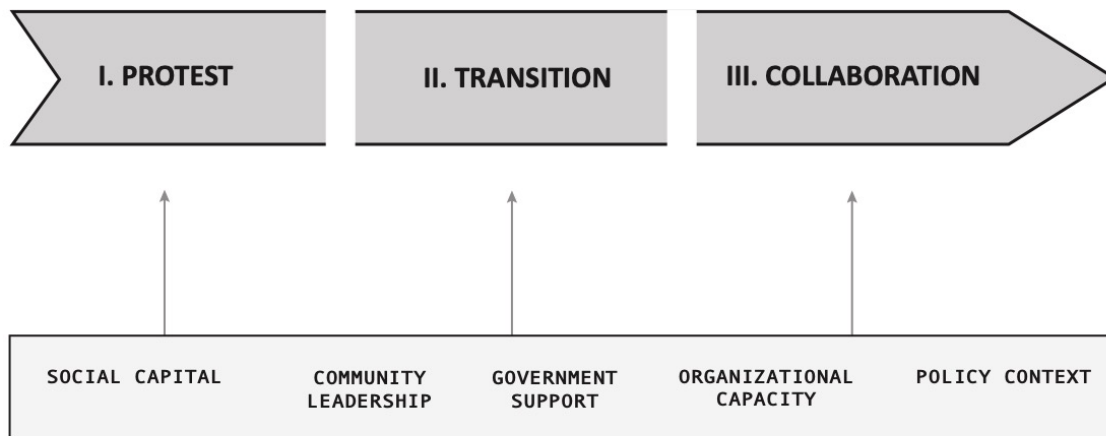 I. PROTEST
II. TRANSITION
III. COLLABORATION
SOCIAL CAPITAL
COMMUNITY
LEADERSHIP
GOVERNMENT
SUPPORT
ORGANIZATIONAL
CAPACITY
POLICY CONTEXT